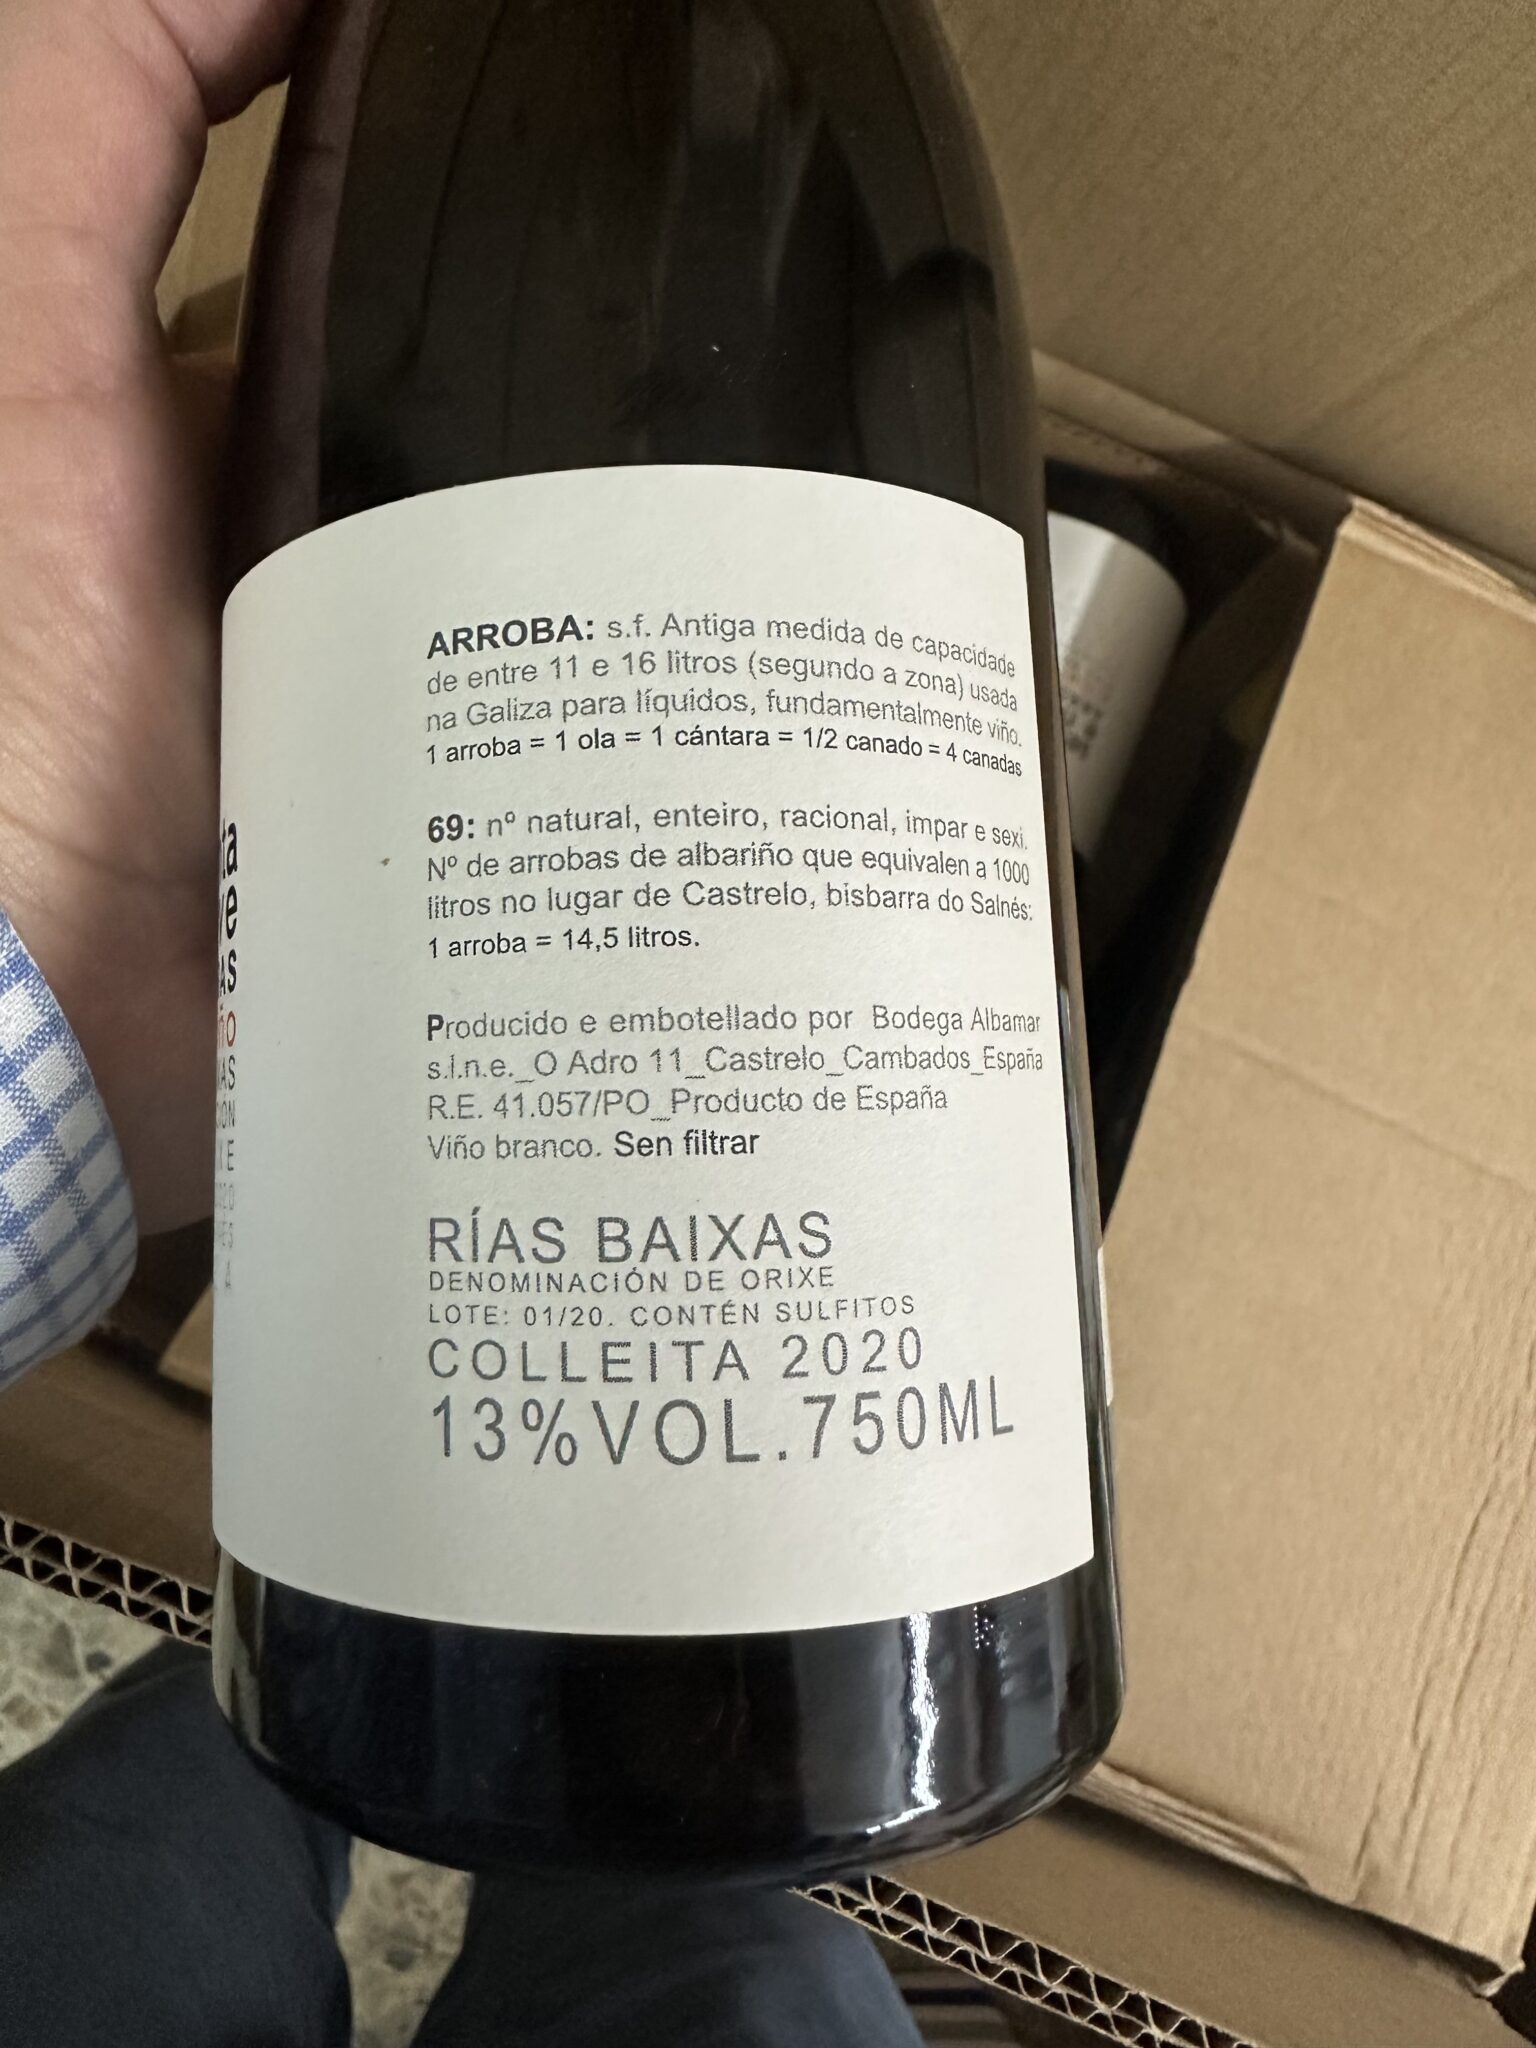 ARROBA: s.f. Antiga medida de capacidade
de entre 11 e 16 litros (segundo a zona) usada
na Galiza para líquidos, fundamentalmente viño.
1 arroba = 1 ola = 1 cántara = 1/2 canado = 4 canadas
69: nº natural, enteiro, racional, impar e sexi.
Nº de arrobas de albariño que equivalen a 1000
litros no lugar de Castrelo, bisbarra do Salnés:
1 arroba = 14,5 litros.
Producido e embotellado por Bodega Albamar
s.l.n.e._O Adro 11_Castrelo_Cambados_España
R.E. 41.057/PO_Producto de España
Viño branco. Sen filtrar
RÍAS BAIXAS
DENOMINACIÓN DE ORIXE
LOTE: 01/20. CONTÉN SULFITOS
COLLEITA 2020
13%VOL.750ML